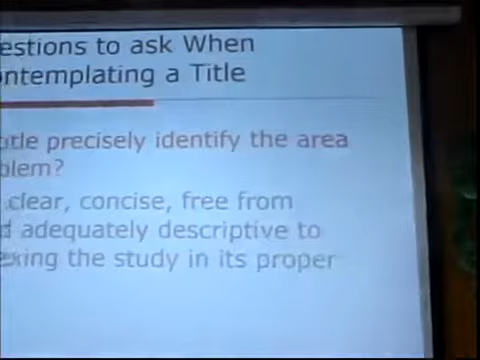 estions to ask When
ontemplating a Title
title precisely identify the area
blem?
clear, concise, free from
adequately descriptive to
exing the study in its proper